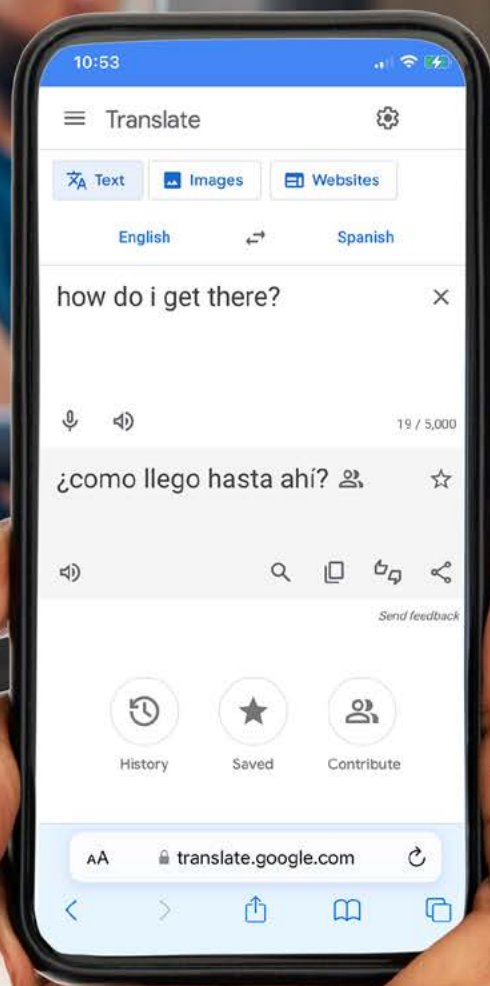 10:53
Translate
Text Images Websites
English Spanish
how do i get there?
19 / 5,000
¿como llego hasta ahí?
Send feedback
History Saved Contribute
AA translate.google.com